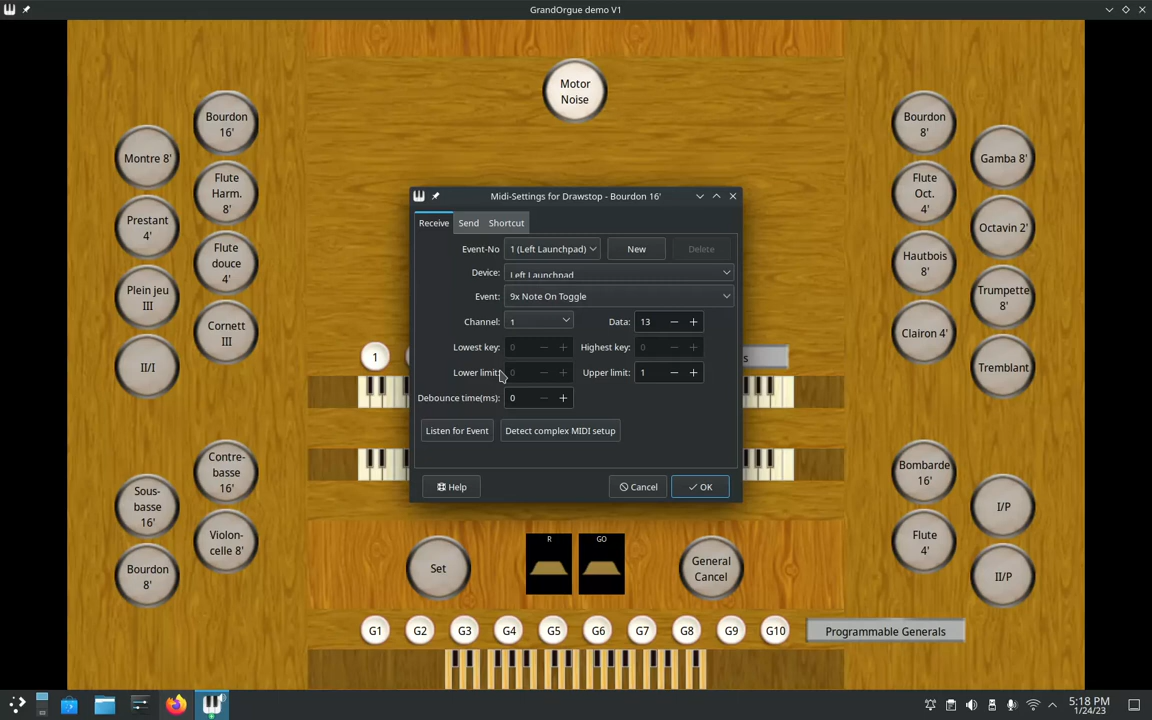 GrandOrgue demo V1
Motor
Noise
Bourdon
16'
Montre 8'
Flute
Harm.
8'
Prestant
4'
Flute
douce
4'
Plein jeu
III
Cornett
III
II/I
Contre-
basse
16'
Sous-
basse
16'
Violon-
celle 8'
Bourdon
8'
Bourdon
8'
Gamba 8'
Flute
Oct.
4'
Octavin 2'
Hautbois
8'
Trumpette
8'
Clairon 4'
Tremblant
Bombarde
16'
I/P
Flute
4'
II/P
1
s
Midi-Settings for Drawstop - Bourdon 16'
Receive Send Shortcut
Event-No 1 (Left Launchpad) New Delete
Device: Left Launchpad
Event: 9x Note On Toggle
Channel: 1 Data: 13
Lowest key: 0 Highest key: 0
Lower limit: 0 Upper limit: 1
Debounce time(ms): 0
Listen for Event Detect complex MIDI setup
Help Cancel OK
R GO
Set
General
Cancel
G1 G2 G3 G4 G5 G6 G7 G8 G9 G10 Programmable Generals
5:18 PM
1/24/23